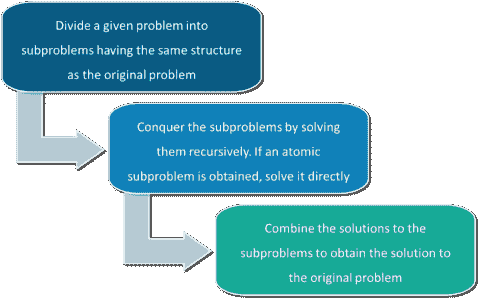 Divide a given problem into
subproblems having the same structure
as the original problem
Conquer the subproblems by solving
them recursively. If an atomic
subproblem is obtained, solve it directly
Combine the solutions to the
subproblems to obtain the solution to
the original problem